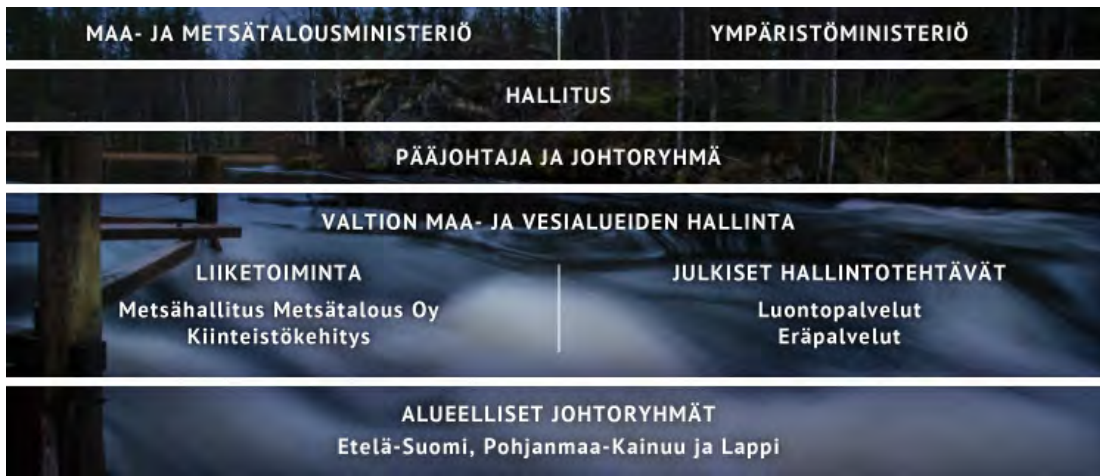 MAA- JA METSÄTALOUSMINISTERIÖ
YMPÄRISTÖMINISTERIÖ
HALLITUS
PÄÄJOHTAJA JA JOHTORYHMÄ
VALTION MAA- JA VESIALUEIDEN HALLINTA
LIIKETOIMINTA
Metsähallitus Metsätalous Oy
Kiinteistökehitys
JULKISET HALLINTOTEHTÄVÄT
Luontopalvelut
Eräpalvelut
ALUEELLISET JOHTORYHMÄT
Etelä-Suomi, Pohjanmaa-Kainuu ja Lappi